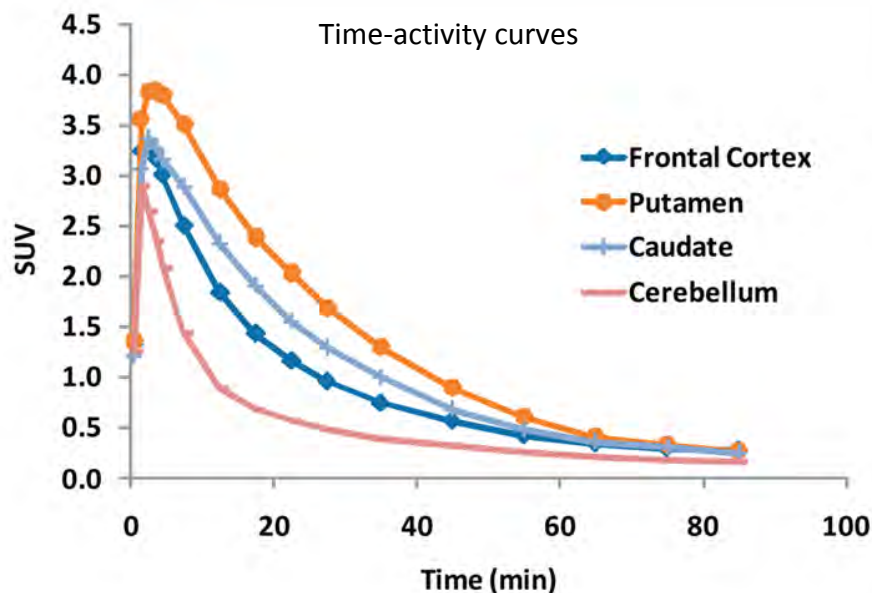 Time-activity curves
4.5
4.0
3.5
3.0
2.5
2.0
1.5
1.0
0.5
0.0
SUV
Frontal Cortex
Putamen
Caudate
Cerebellum
0 20 40 60 80 100
Time (min)